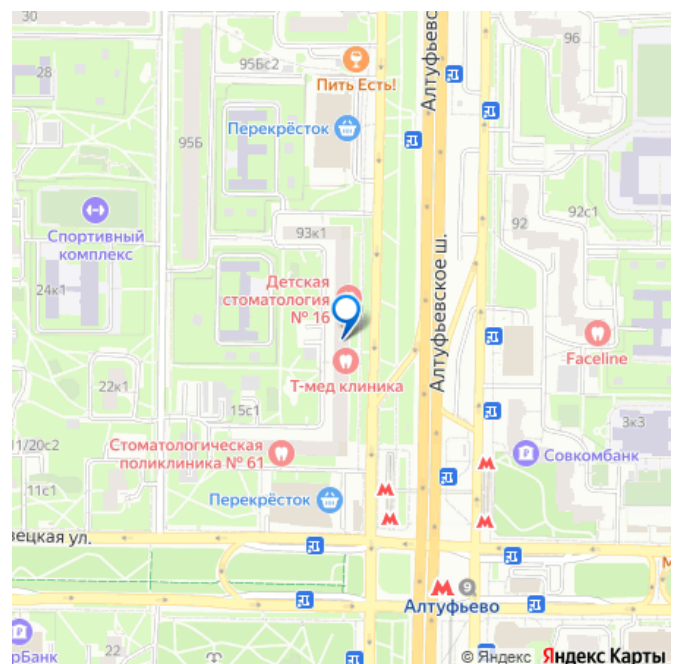 96
28
95Бс2
Пить Есть!
Алтуфьевс
Перекрёсток
95Б
92с1
92
93к1
Спортивный
комплекс
Алтуфьевское ш.
Детская
стоматология
№ 16
24к1
Faceline
Т-мед клиника
22к1
15с1
3к3
11/20с2
Стоматологическая
поликлиника № 61
Совкомбанк
11с1
Перекрёсток
вецкая ул.
М
9
Алтуфьево
рБанк
22
© Яндекс Яндекс Карты